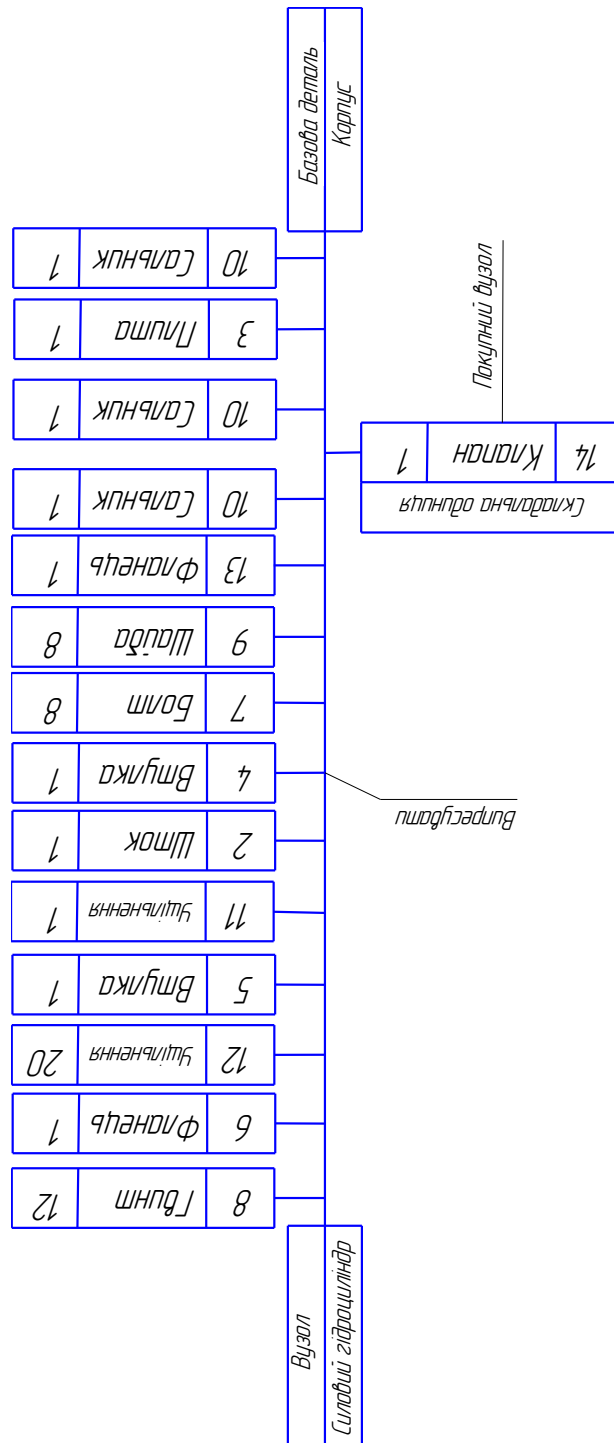 Базова деталь
Корпус
10 Сальник 1
3 Плита 1
10 Сальник 1
Покупний вузол
14 Клапан 1
Складальна одиниця
10 Сальник 1
13 Фланець 1
9 Шайба 8
7 Болт 8
4 Втулка 1
Випресувати
2 Шток 1
11 Ущільнення 1
5 Втулка 1
12 Ущільнення 20
6 Фланець 1
8 Гвинт 12
Вузол
Силовий гідроциліндр